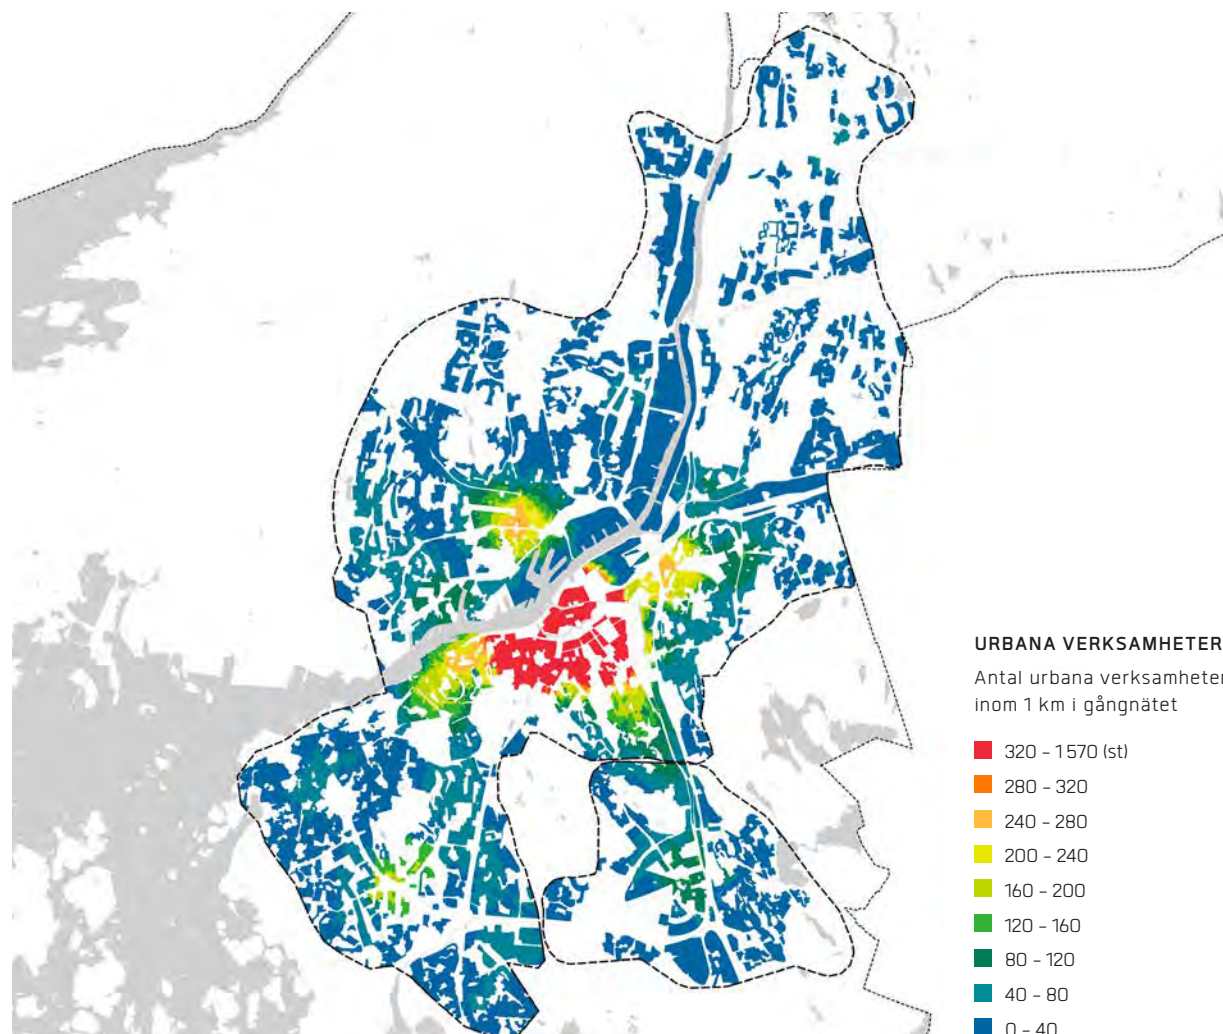 URBANA VERKSAMHETER
Antal urbana verksamheter
inom 1 km i gångnätet
320 – 1 570 (st)
280 – 320
240 – 280
200 – 240
160 – 200
120 – 160
80 – 120
40 – 80
0 – 40